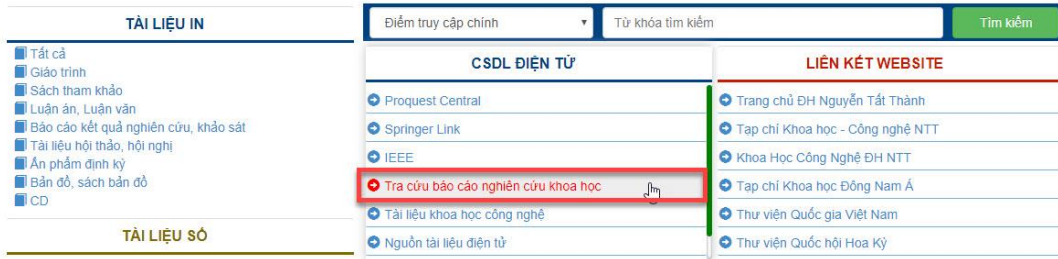 TÀI LIỆU IN
Tất cả
Giáo trình
Sách tham khảo
Luận án, Luận văn
Báo cáo kết quả nghiên cứu, khảo sát
Tài liệu hội thảo, hội nghị
Ấn phẩm định kỳ
Bản đồ, sách bản đồ
CD
TÀI LIỆU SỐ
Điểm truy cập chính
Từ khóa tìm kiếm
Tìm kiếm
CSDL ĐIỆN TỬ
Proquest Central
Springer Link
IEEE
Tra cứu báo cáo nghiên cứu khoa học
Tài liệu khoa học công nghệ
Nguồn tài liệu điện tử
LIÊN KẾT WEBSITE
Trang chủ ĐH Nguyễn Tất Thành
Tạp chí Khoa học - Công nghệ NTT
Khoa Học Công Nghệ ĐH NTT
Tạp chí Khoa học Đông Nam Á
Thư viện Quốc gia Việt Nam
Thư viện Quốc hội Hoa Kỳ